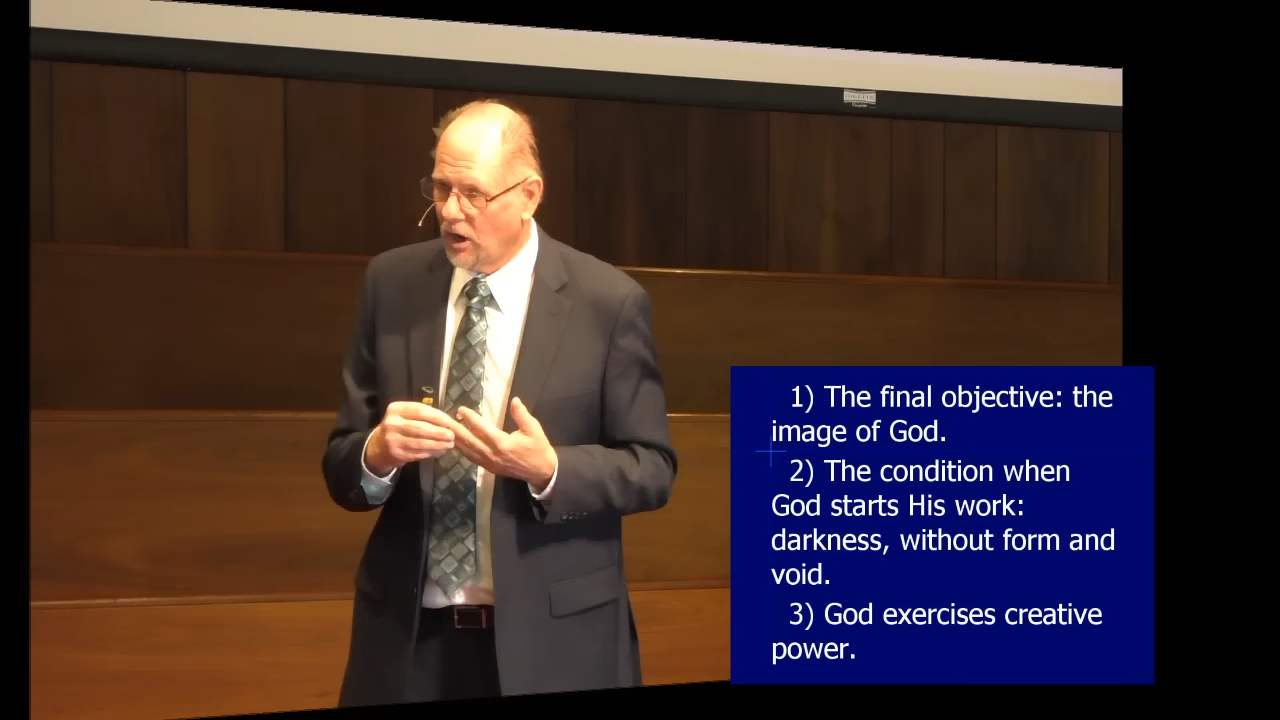 1) The final objective: the
image of God.
2) The condition when
God starts His work:
darkness, without form and
void.
3) God exercises creative
power.